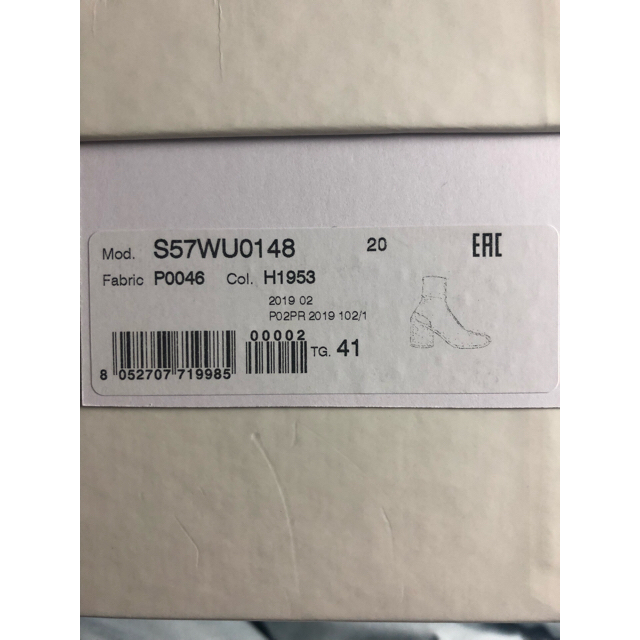 Mod. S57WU0148 20 EAC
Fabric P0046 Col. H1953
2019 02
P02PR 2019 102/1
00002
TG. 41
8 052707 719985